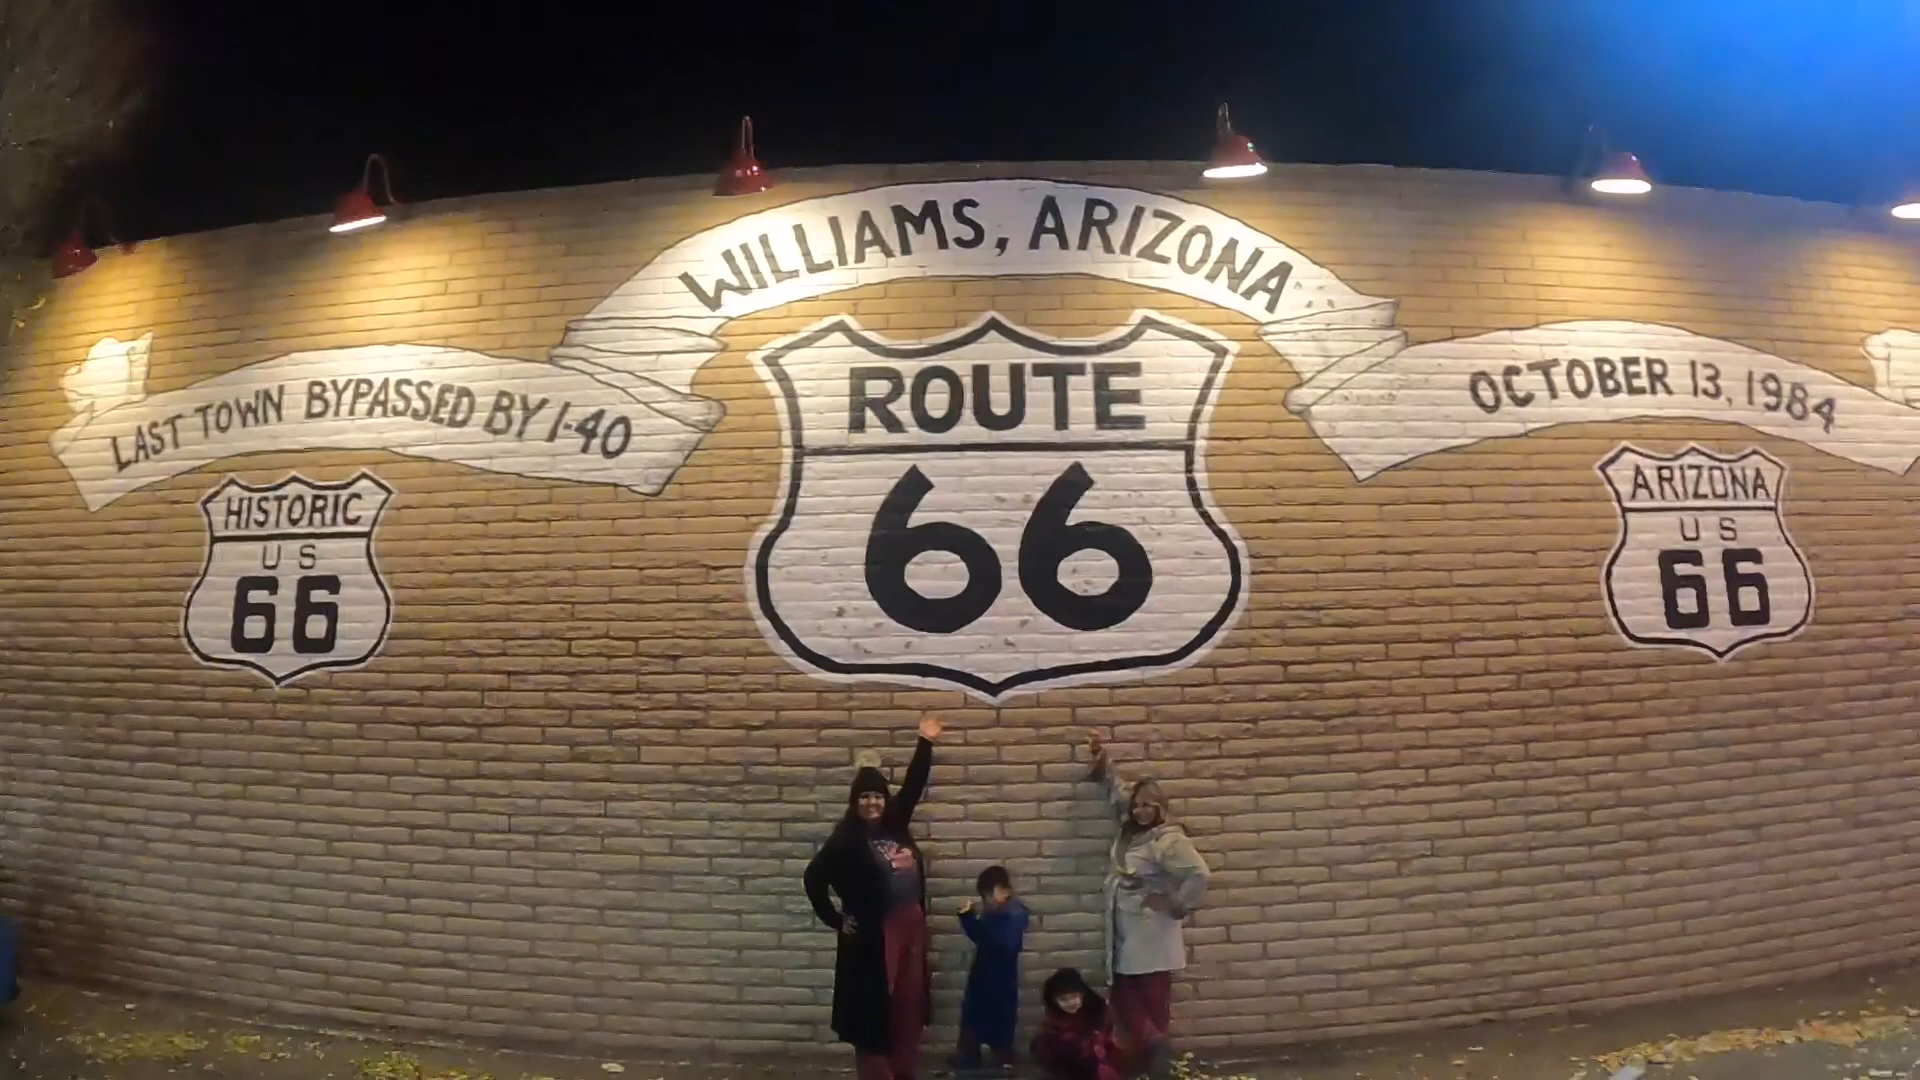 WILLIAMS, ARIZONA
LAST TOWN BYPASSED BY I-40
OCTOBER 13, 1984
HISTORIC
US
66
ROUTE
66
ARIZONA
US
66